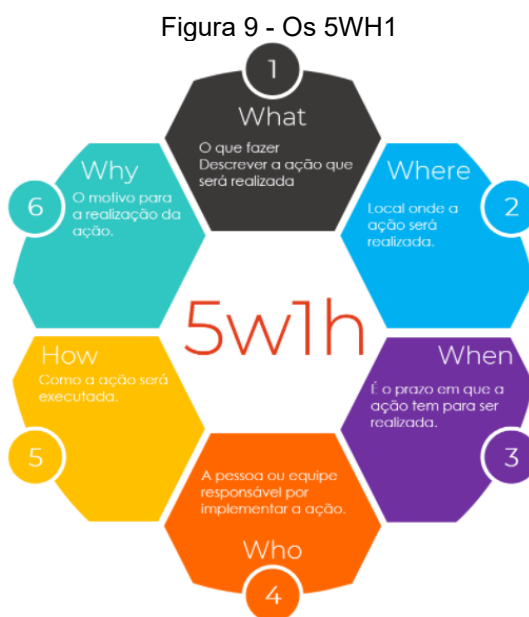 Figura 9 - Os 5WH1
1
What
O que fazer
Descrever a ação que
será realizada
Where
2
Local onde a
ação será
realizada.
When
É o prazo em que a
ação tem para ser
realizada.
3
A pessoa ou equipe
responsável por
implementar a ação.
Who
4
How
Como a ação será
executada.
5
Why
6
O motivo para
a realização da
ação.
5w1h